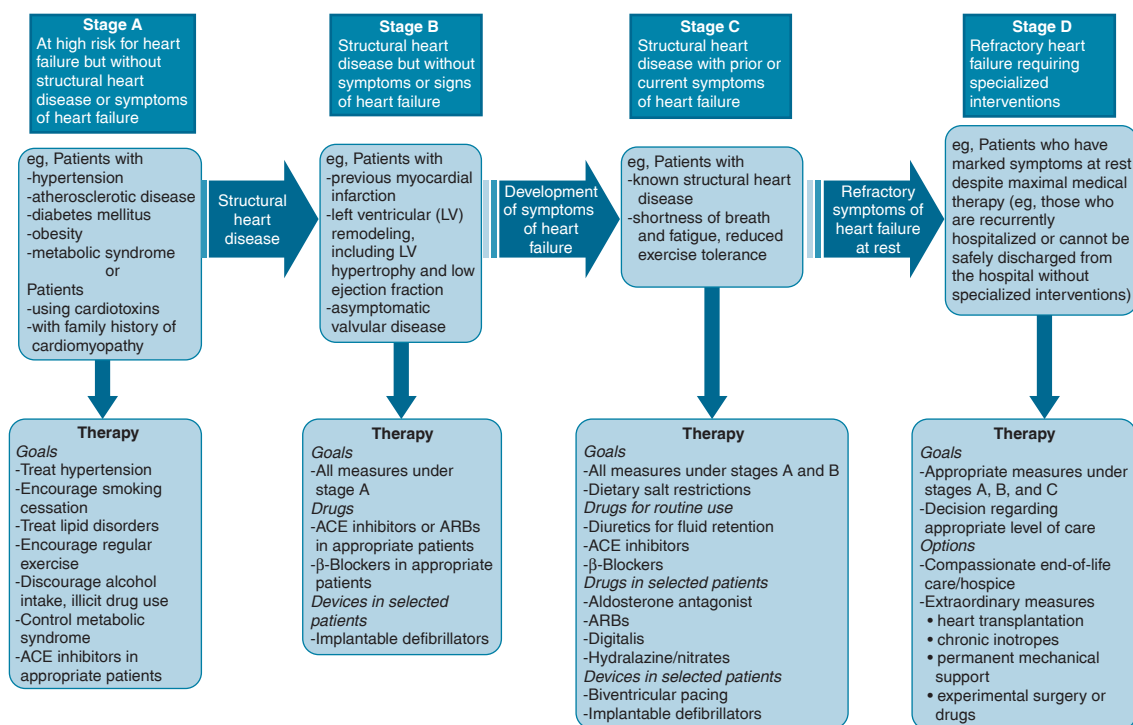 Stage A
At high risk for heart
failure but without
structural heart
disease or symptoms
of heart failure
Stage B
Structural heart
disease but without
symptoms or signs
of heart failure
Stage C
Structural heart
disease with prior or
current symptoms
of heart failure
Stage D
Refractory heart
failure requiring
specialized
interventions
eg, Patients with
-hypertension
-atherosclerotic disease
-diabetes mellitus
-obesity
-metabolic syndrome
or
Patients
-using cardiotoxins
-with family history of
cardiomyopathy
Structural
heart
disease
eg, Patients with
-previous myocardial
infarction
-left ventricular (LV)
remodeling,
including LV
hypertrophy and low
ejection fraction
-asymptomatic
valvular disease
Development
of symptoms
of heart
failure
eg, Patients with
-known structural heart
disease
-shortness of breath
and fatigue, reduced
exercise tolerance
Refractory
symptoms of
heart failure
at rest
eg, Patients who have
marked symptoms at rest
despite maximal medical
therapy (eg, those who
are recurrently
hospitalized or cannot be
safely discharged from
the hospital without
specialized interventions)
Therapy
Goals
-Treat hypertension
-Encourage smoking
cessation
-Treat lipid disorders
-Encourage regular
exercise
-Discourage alcohol
intake, illicit drug use
-Control metabolic
syndrome
-ACE inhibitors in
appropriate patients
Therapy
Goals
-All measures under
stage A
Drugs
-ACE inhibitors or ARBs
in appropriate patients
-β-Blockers in appropriate
patients
Devices in selected
patients
-Implantable defibrillators
Therapy
Goals
-All measures under stages A and B
-Dietary salt restrictions
Drugs for routine use
-Diuretics for fluid retention
-ACE inhibitors
-β-Blockers
Drugs in selected patients
-Aldosterone antagonist
-ARBs
-Digitalis
-Hydralazine/nitrates
Devices in selected patients
-Biventricular pacing
-Implantable defibrillators
Therapy
Goals
-Appropriate measures under
stages A, B, and C
-Decision regarding
appropriate level of care
Options
-Compassionate end-of-life
care/hospice
-Extraordinary measures
• heart transplantation
• chronic inotropes
• permanent mechanical
support
• experimental surgery or
drugs